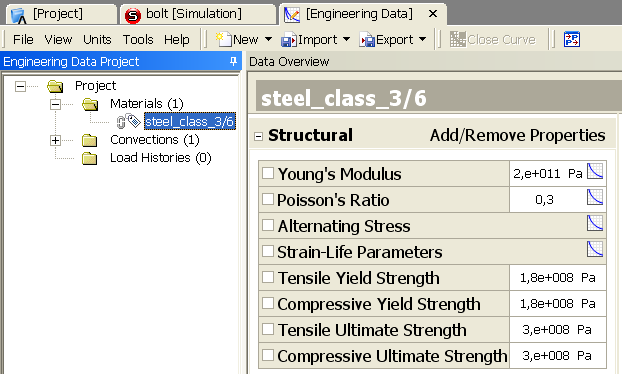 [Project] bolt [Simulation] [Engineering Data]
File View Units Tools Help New Import Export Close Curve
Engineering Data Project
Data Overview
Project
Materials (1)
steel_class_3/6
Convections (1)
Load Histories (0)
steel_class_3/6
Structural Add/Remove Properties
Young's Modulus 2,e+011 Pa
Poisson's Ratio 0,3
Alternating Stress
Strain-Life Parameters
Tensile Yield Strength 1,8e+008 Pa
Compressive Yield Strength 1,8e+008 Pa
Tensile Ultimate Strength 3,e+008 Pa
Compressive Ultimate Strength 3,e+008 Pa